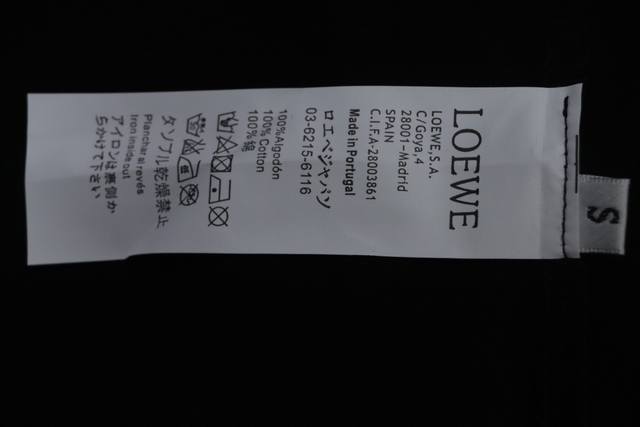 S
LOEWE
LOEWE,S.A.
C/Goya,4
28001-Madrid
SPAIN
C.I.F.A-28003861
Made in Portugal
ロエベジャパン
03-6215-6116
100%Algodón
100%Cotton
100%綿
タンブル乾燥禁止
Planchar al revés
Iron inside out
アイロンは裏側か
らかけて下さい